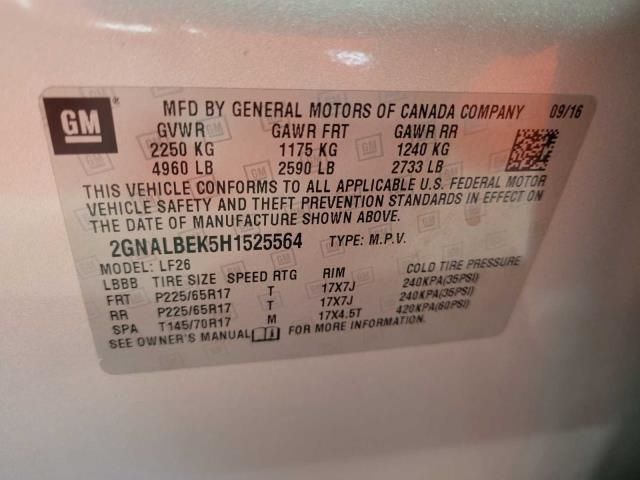 GM
MFD BY GENERAL MOTORS OF CANADA COMPANY 09/16
GVWR GAWR FRT GAWR RR
2250 KG 1175 KG 1240 KG
4960 LB 2590 LB 2733 LB
THIS VEHICLE CONFORMS TO ALL APPLICABLE U.S. FEDERAL MOTOR
VEHICLE SAFETY AND THEFT PREVENTION STANDARDS IN EFFECT ON
THE DATE OF MANUFACTURE SHOWN ABOVE.
2GNALBEK5H1525564 TYPE: M.P.V.
MODEL: LF26
LBBB TIRE SIZE SPEED RTG RIM COLD TIRE PRESSURE
FRT P225/65R17 T 17X7J 240KPA(35PSI)
RR P225/65R17 T 17X7J 240KPA(35PSI)
SPA T145/70R17 M 17X4.5T 420KPA(60PSI)
SEE OWNER'S MANUAL FOR MORE INFORMATION.